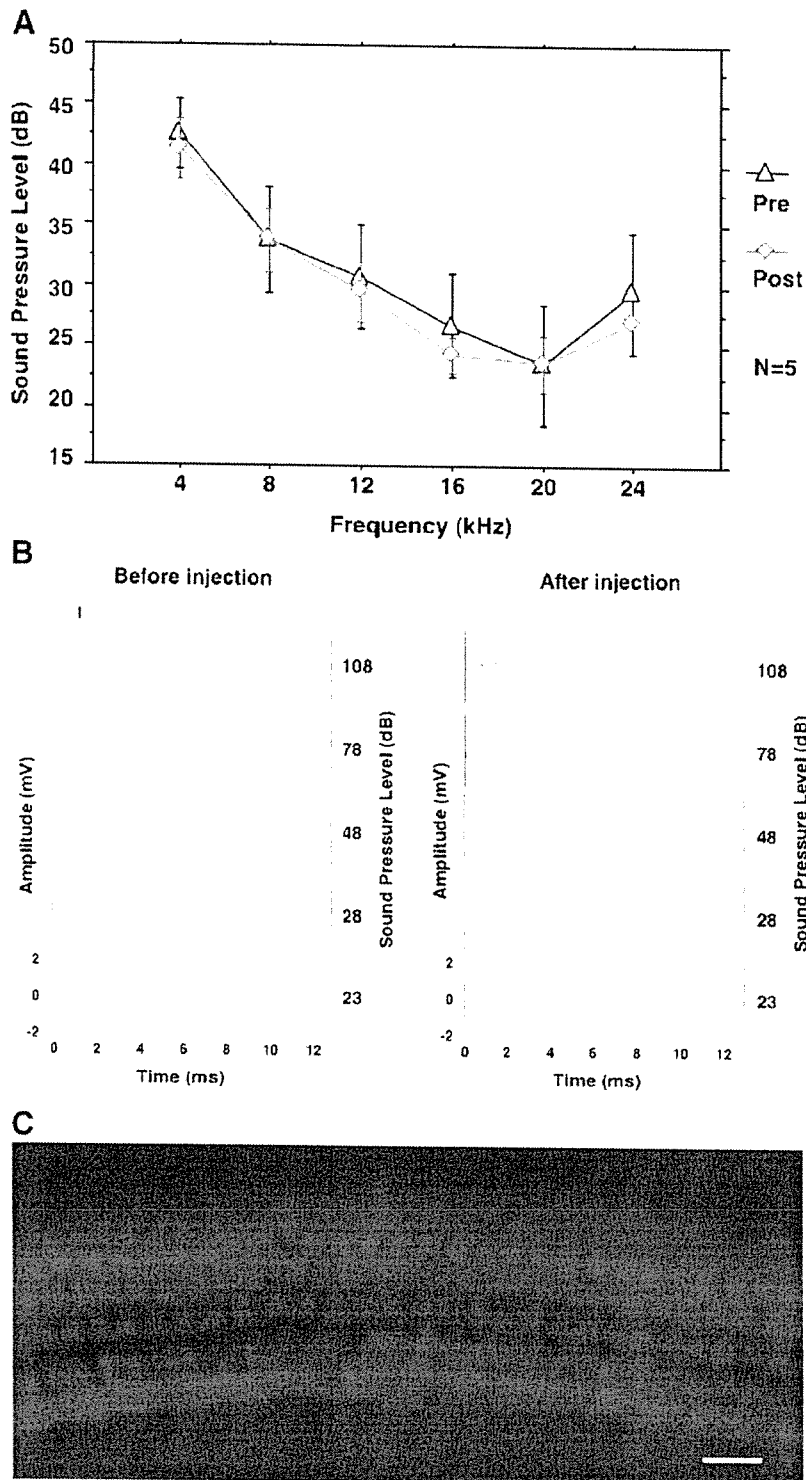 A
50
45
40
35
30
25
20
15
Sound Pressure Level (dB)
4 8 12 16 20 24
Frequency (kHz)
Pre
Post
N=5
B
Before injection
Amplitude (mV)
2
0
-2
0 2 4 6 8 10 12
Time (ms)
108
78
48
28
23
Sound Pressure Level (dB)
After injection
Amplitude (mV)
2
0
-2
0 2 4 6 8 10 12
Time (ms)
108
78
48
28
23
Sound Pressure Level (dB)
C